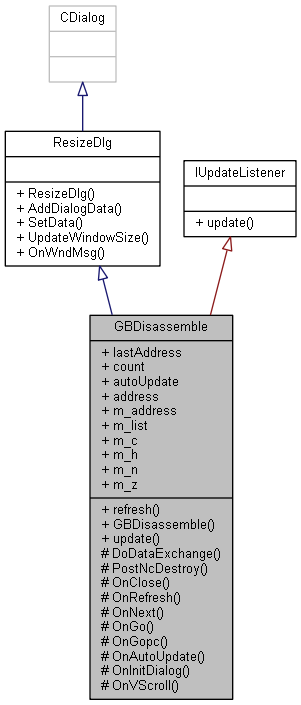 CDialog
ResizeDlg
+ ResizeDlg()
+ AddDialogData()
+ SetData()
+ UpdateWindowSize()
+ OnWndMsg()
IUpdateListener
+ update()
GBDisassemble
+ lastAddress
+ count
+ autoUpdate
+ address
+ m_address
+ m_list
+ m_c
+ m_h
+ m_n
+ m_z
+ refresh()
+ GBDisassemble()
+ update()
# DoDataExchange()
# PostNcDestroy()
# OnClose()
# OnRefresh()
# OnNext()
# OnGo()
# OnGopc()
# OnAutoUpdate()
# OnInitDialog()
# OnVScroll()